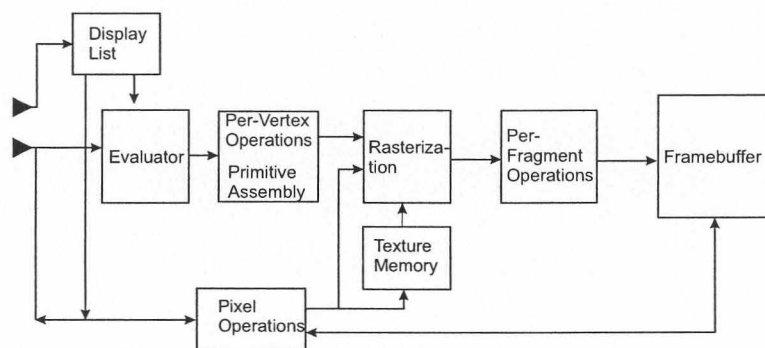 Display
List
Evaluator
Per-Vertex
Operations
Primitive
Assembly
Rasteriza-
tion
Per-
Fragment
Operations
Framebuffer
Texture
Memory
Pixel
Operations